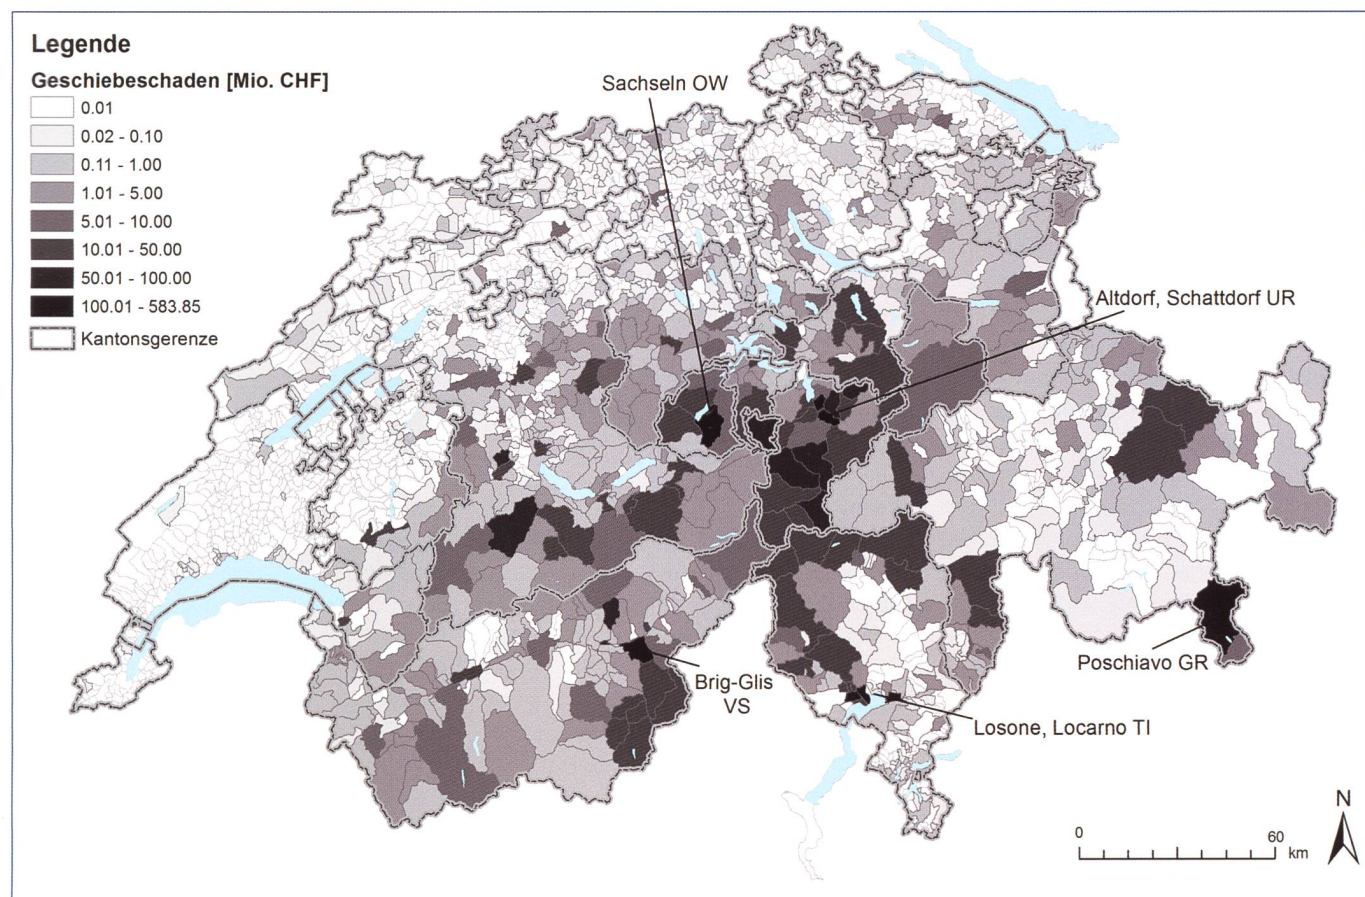 Legende
Geschiebeschaden [Mio. CHF]
0.01
0.02 - 0.10
0.11 - 1.00
1.01 - 5.00
5.01 - 10.00
10.01 - 50.00
50.01 - 100.00
100.01 - 583.85
Kantonsgerenze
Sachseln OW
Altdorf, Schattdorf UR
Poschiavo GR
Brig-Glis
VS
Losone, Locarno TI
N
0 60
km